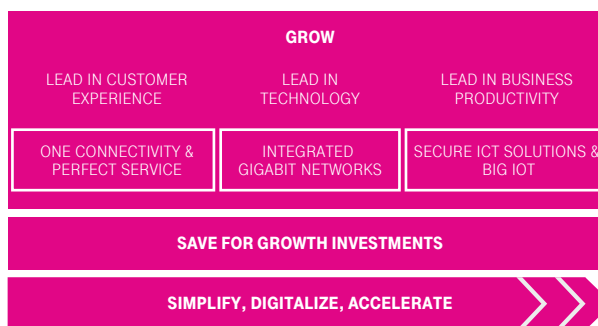 GROW
LEAD IN CUSTOMER
EXPERIENCE
LEAD IN
TECHNOLOGY
LEAD IN BUSINESS
PRODUCTIVITY
ONE CONNECTIVITY &
PERFECT SERVICE
INTEGRATED
GIGABIT NETWORKS
SECURE ICT SOLUTIONS &
BIG IOT
SAVE FOR GROWTH INVESTMENTS
SIMPLIFY, DIGITALIZE, ACCELERATE